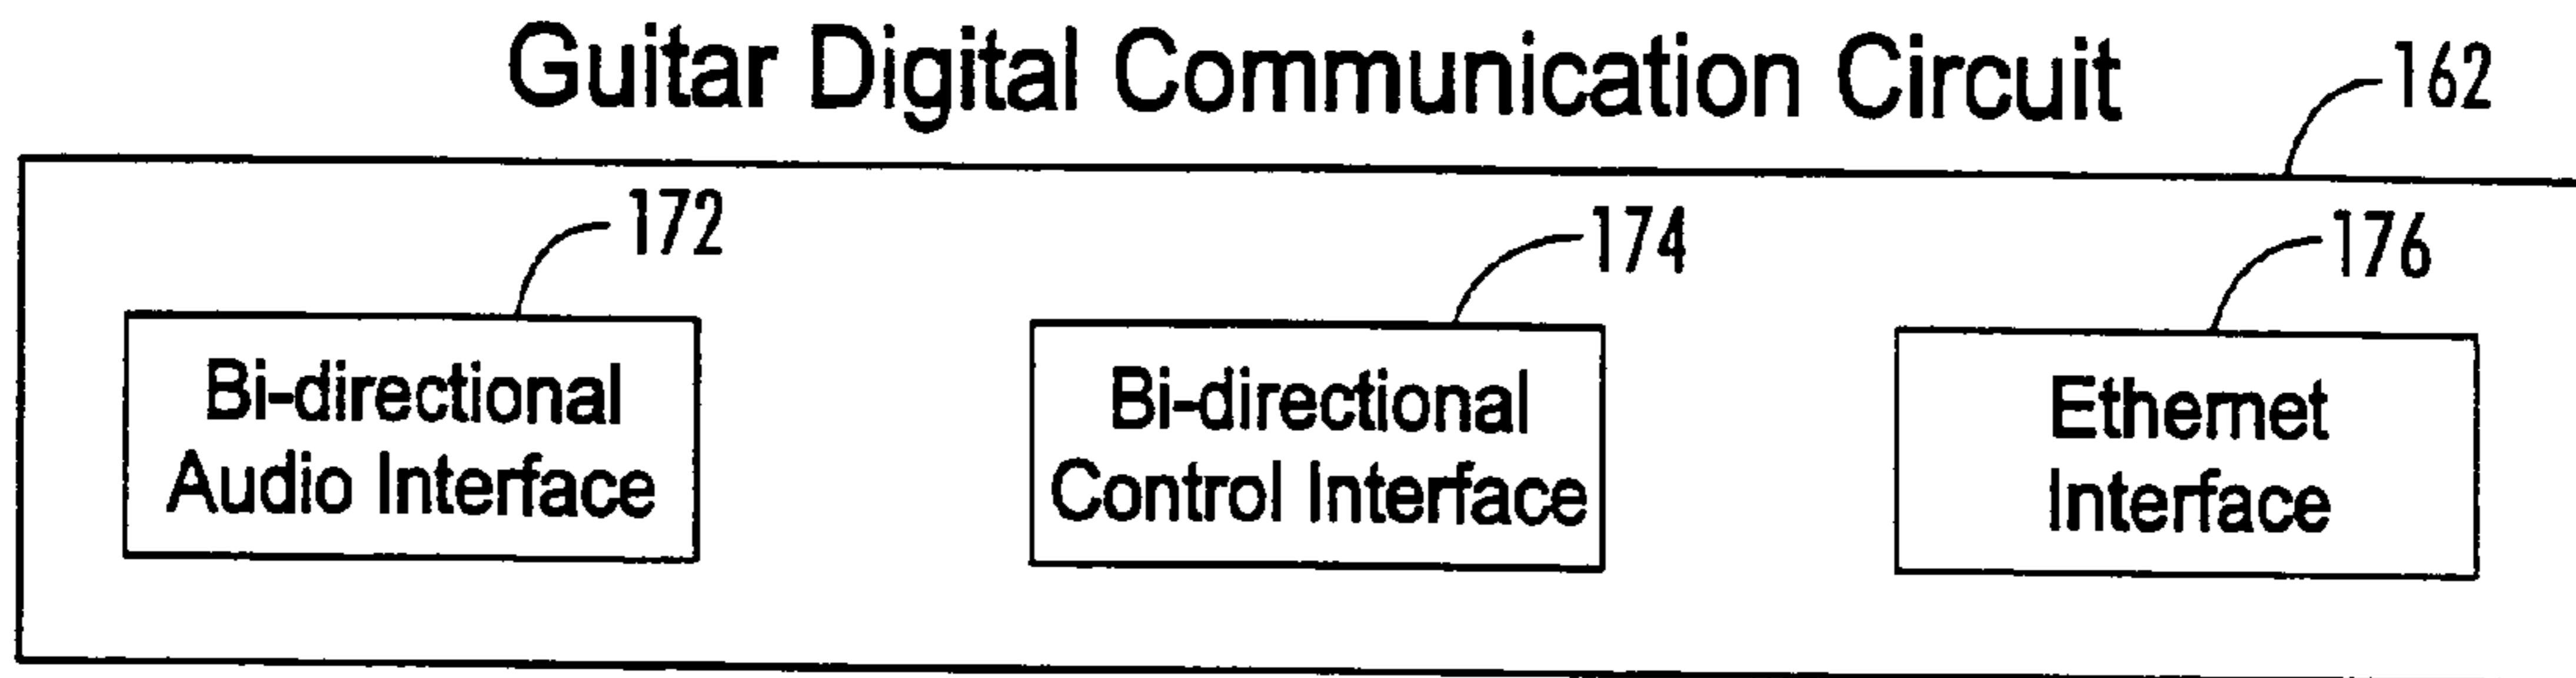 Guitar Digital Communication Circuit
162
172
174
176
Bi-directional
Audio Interface
Bi-directional
Control Interface
Ethernet
Interface